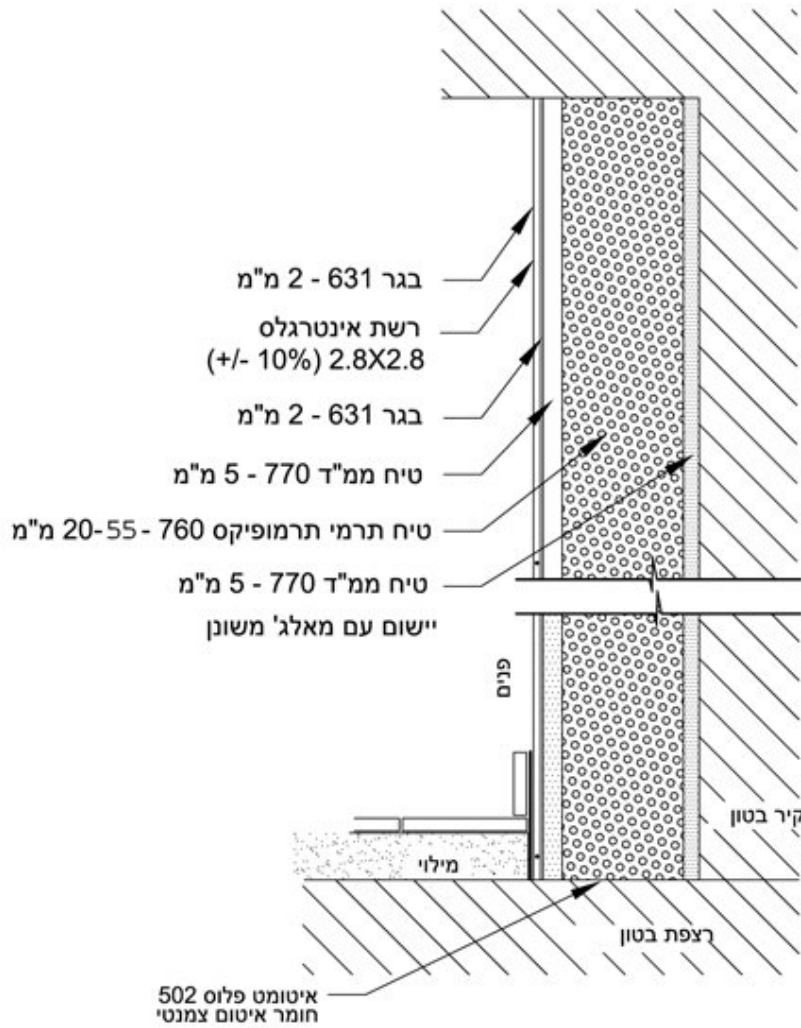 בגר 631 - 2 מ"מ
רשת אינטרגלס
2.8X2.8 (+/- 10%)
בגר 631 - 2 מ"מ
טיח ממ"ד 770 - 5 מ"מ
טיח תרמי תרמופיקס 760 - 20-55 מ"מ
טיח ממ"ד 770 - 5 מ"מ
יישום עם מאלג' משונן
פנים
קיר בטון
מילוי
רצפת בטון
איטומט פלוס 502
חומר איטום צמנטי